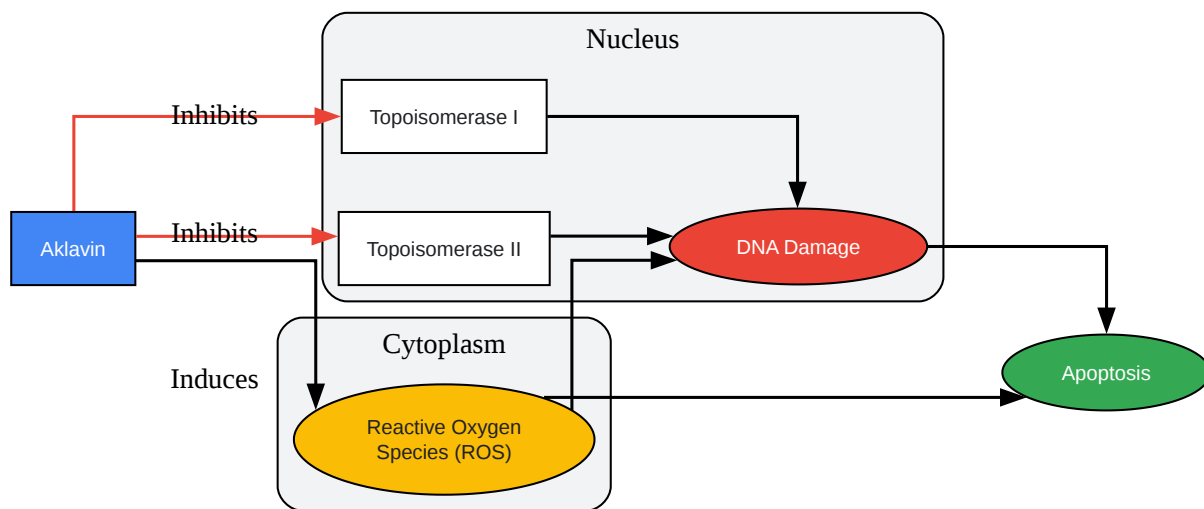 Nucleus
Inhibits
Topoisomerase I
Aklavin
Inhibits
Topoisomerase II
DNA Damage
Cytoplasm
Induces
Apoptosis
Reactive Oxygen
Species (ROS)